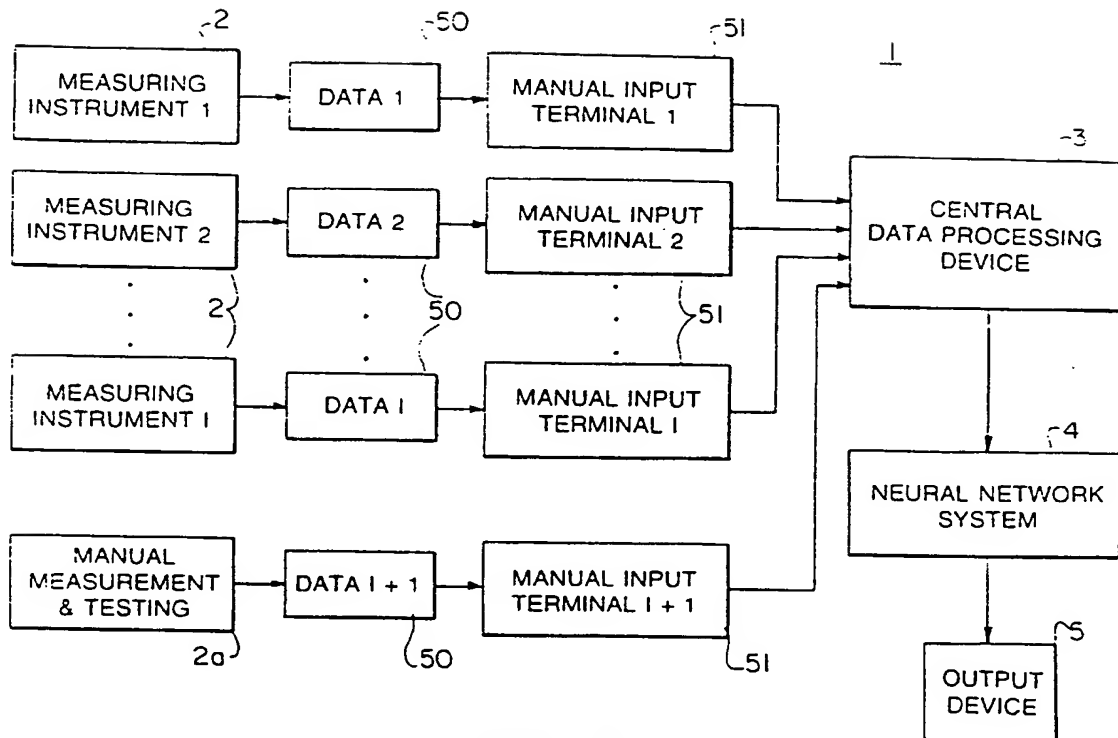 2
50
51
1
MEASURING
INSTRUMENT 1
DATA 1
MANUAL INPUT
TERMINAL 1
3
CENTRAL
DATA PROCESSING
DEVICE
MEASURING
INSTRUMENT 2
DATA 2
MANUAL INPUT
TERMINAL 2
2
50
51
MEASURING
INSTRUMENT I
DATA I
MANUAL INPUT
TERMINAL I
4
NEURAL NETWORK
SYSTEM
MANUAL
MEASUREMENT
& TESTING
DATA I + 1
MANUAL INPUT
TERMINAL I + 1
2a
50
51
5
OUTPUT
DEVICE